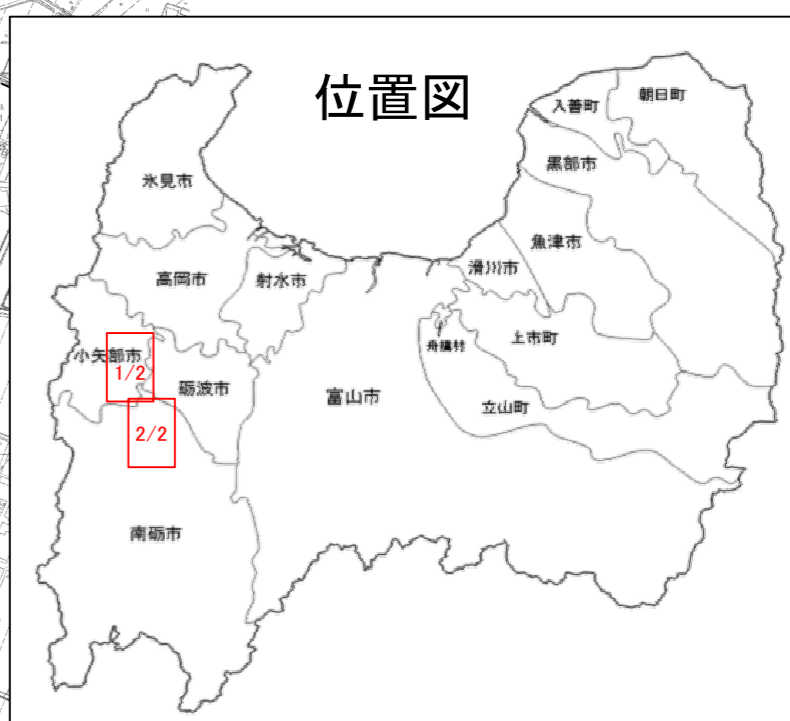 位置図
入善町
朝日町
黒部市
氷見市
魚津市
滑川市
高岡市
射水市
上市町
舟橋村
小矢部市
1/2
砺波市
富山市
立山町
2/2
南砺市